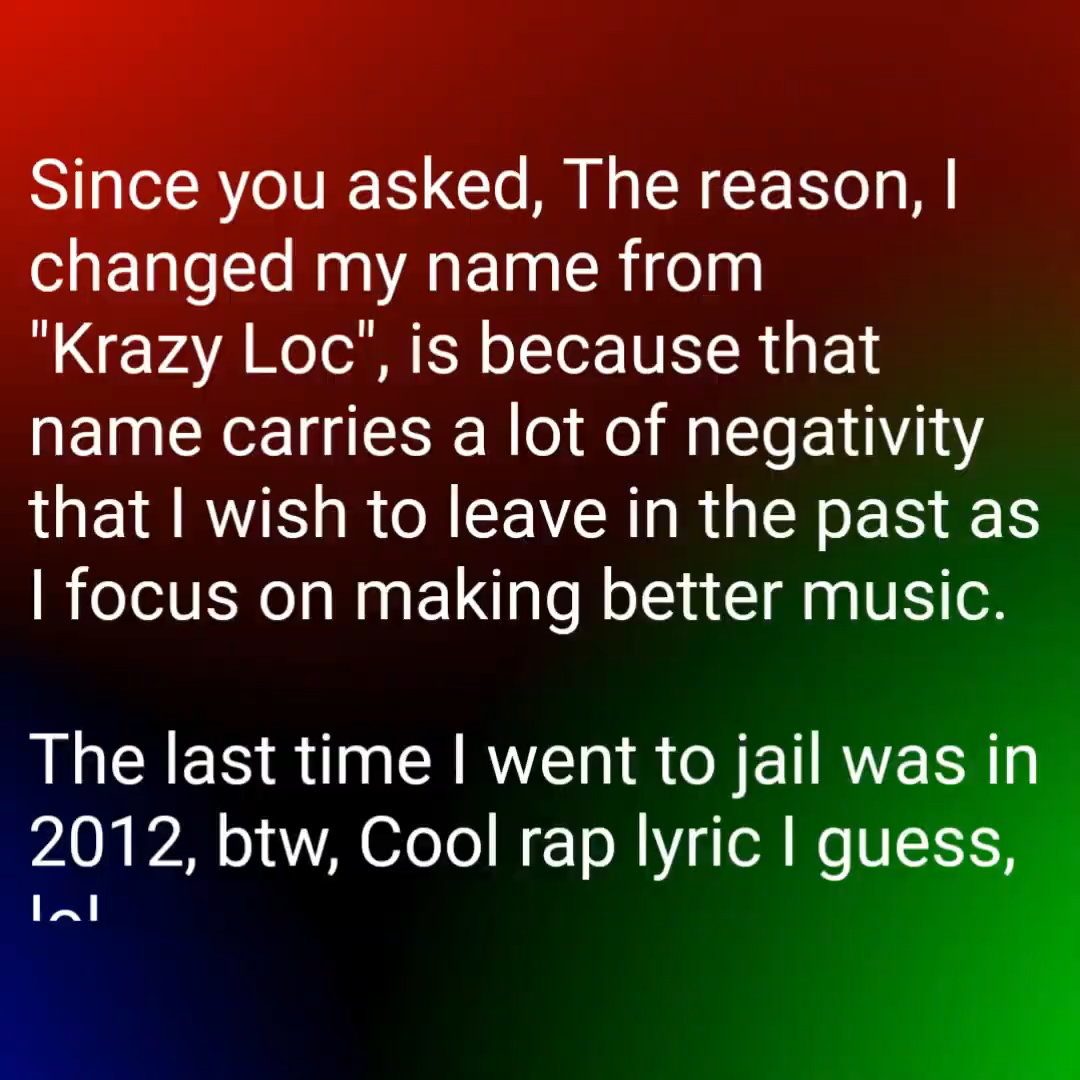 Since you asked, The reason, I
changed my name from
"Krazy Loc", is because that
name carries a lot of negativity
that I wish to leave in the past as
I focus on making better music.
The last time I went to jail was in
2012, btw, Cool rap lyric I guess,
lol